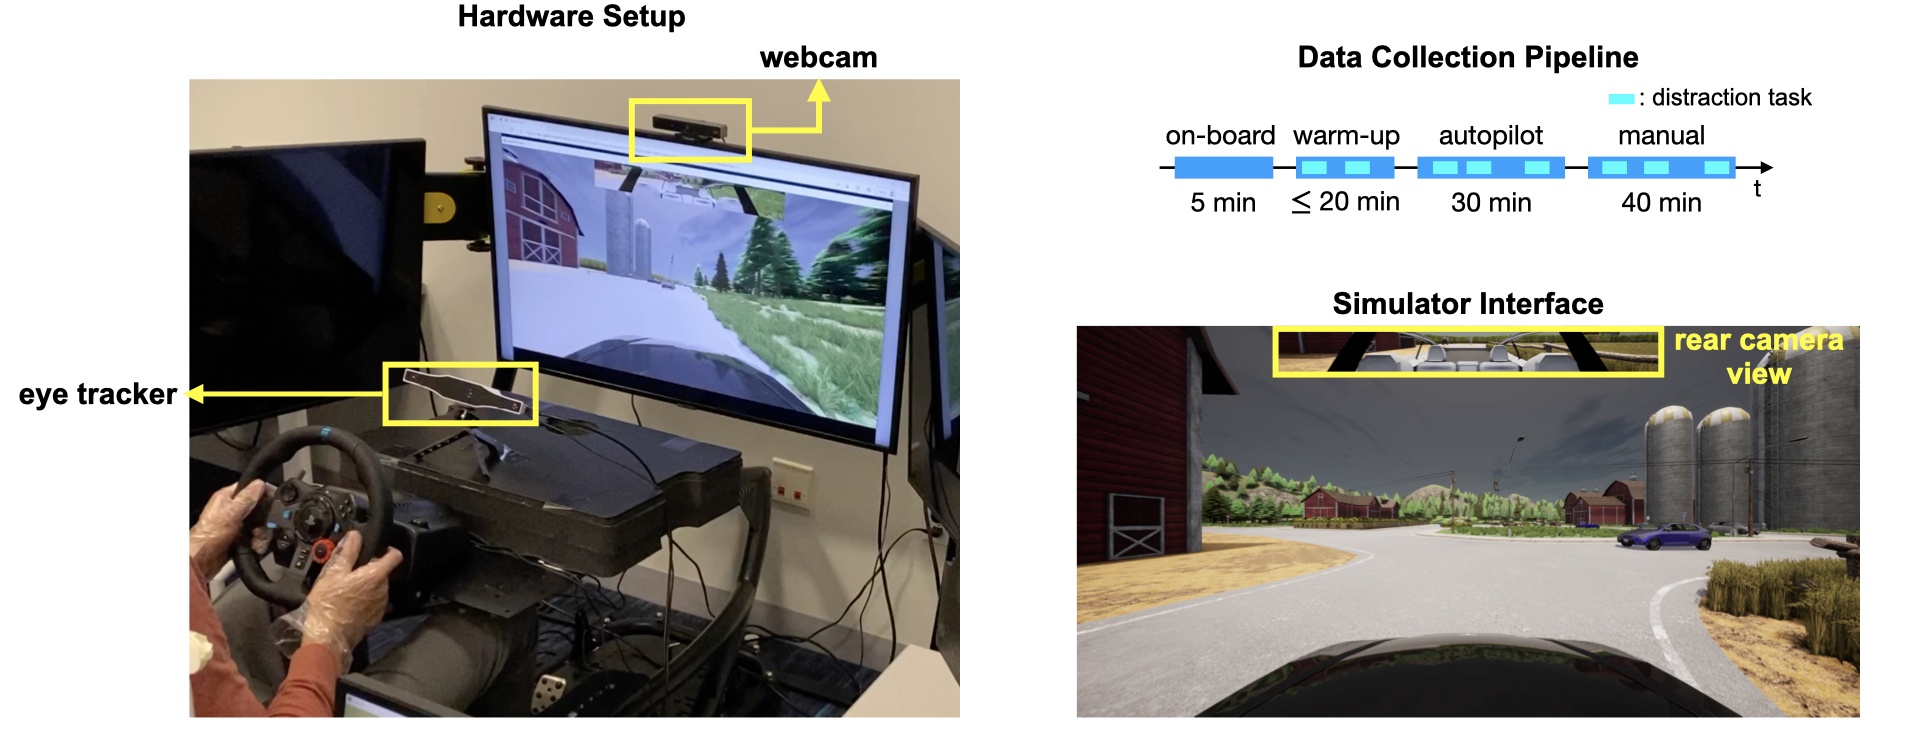 Hardware Setup
webcam
eye tracker
Data Collection Pipeline
: distraction task
on-board warm-up autopilot manual
t
5 min ≤ 20 min 30 min 40 min
Simulator Interface
rear camera
view